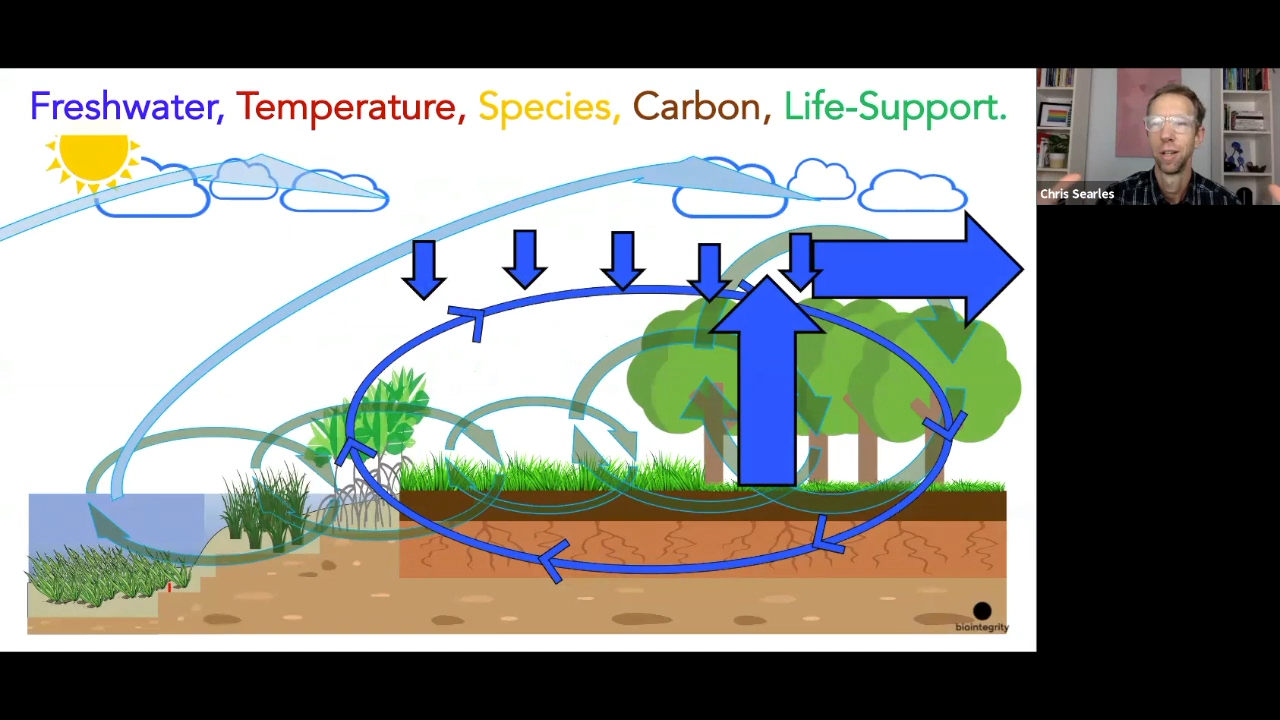 Freshwater, Temperature, Species, Carbon, Life-Support.
Chris Searles
biointegrity